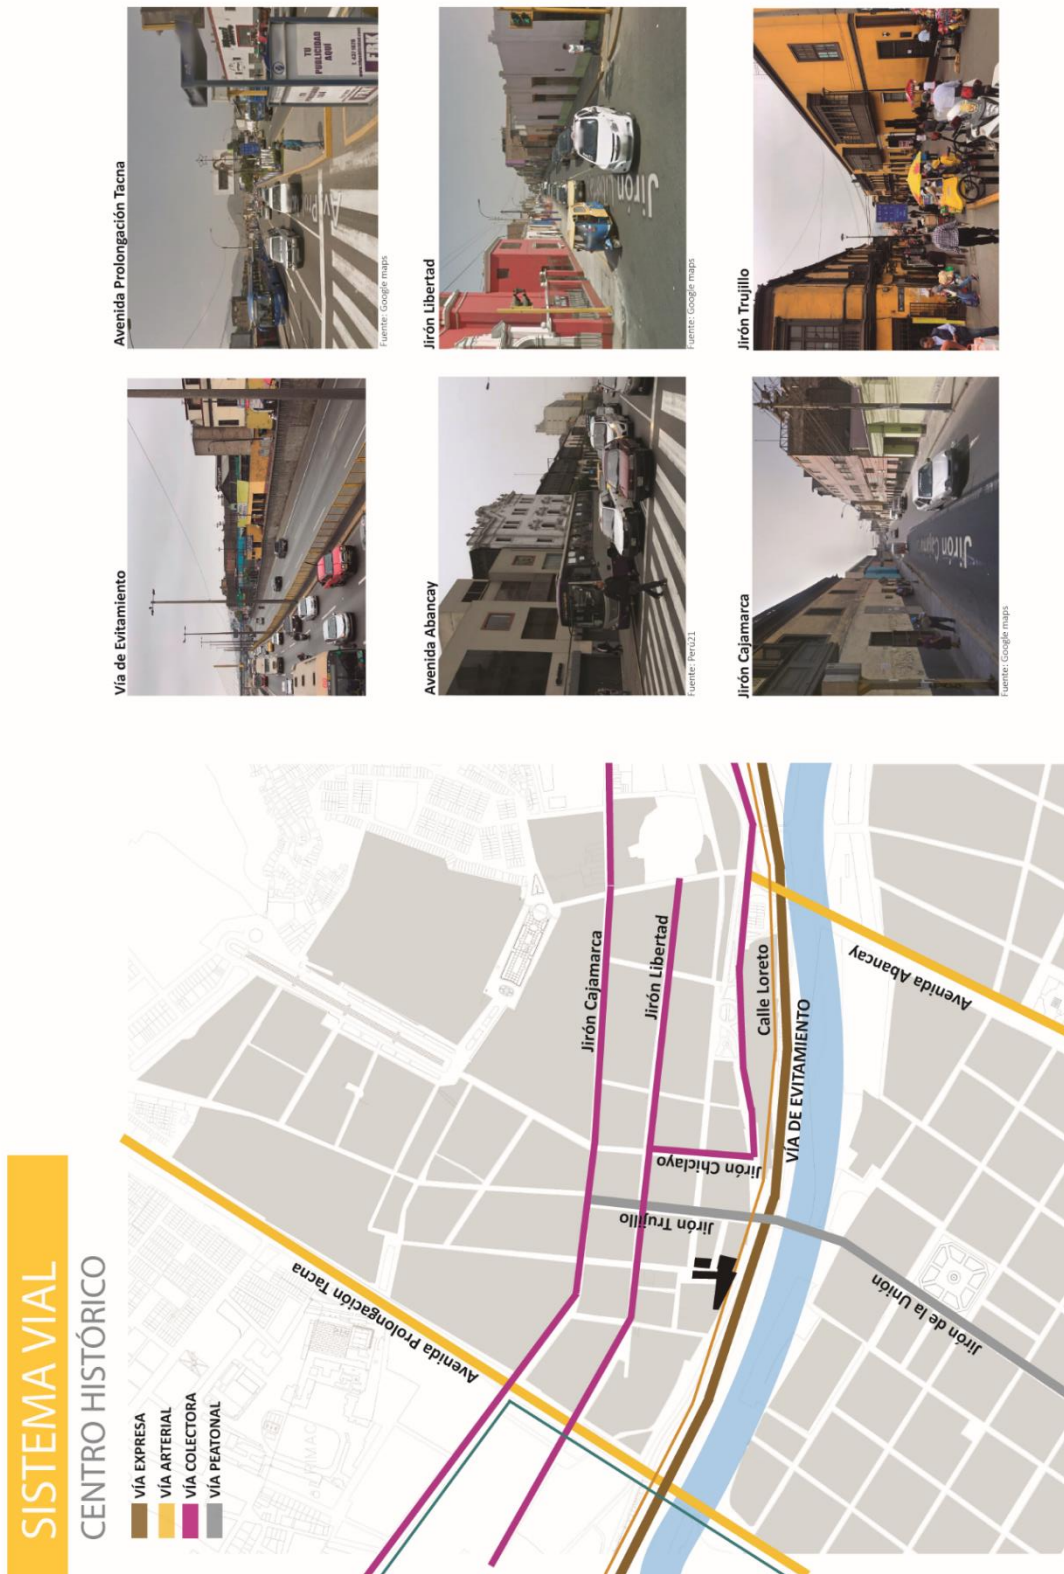 SISTEMA VIAL
CENTRO HISTÓRICO
VÍA EXPRESA
VÍA ARTERIAL
VÍA COLECTORA
VÍA PEATONAL
Avenida Prolongación Tacna
Jirón Cajamarca
Jirón Libertad
Jirón Trujillo
Jirón Chiclayo
Calle Loreto
VÍA DE EVITAMIENTO
Avenida Abancay
Jirón de la Unión
Vía de Evitamiento
Avenida Prolongación Tacna
TU
PUBLICIDAD
AQUÍ
Fuente: Google maps
Avenida Abancay
Fuente: Perú21
Jirón Libertad
Jirón
Fuente: Google maps
Jirón Cajamarca
Jirón
Fuente: Google maps
Jirón Trujillo